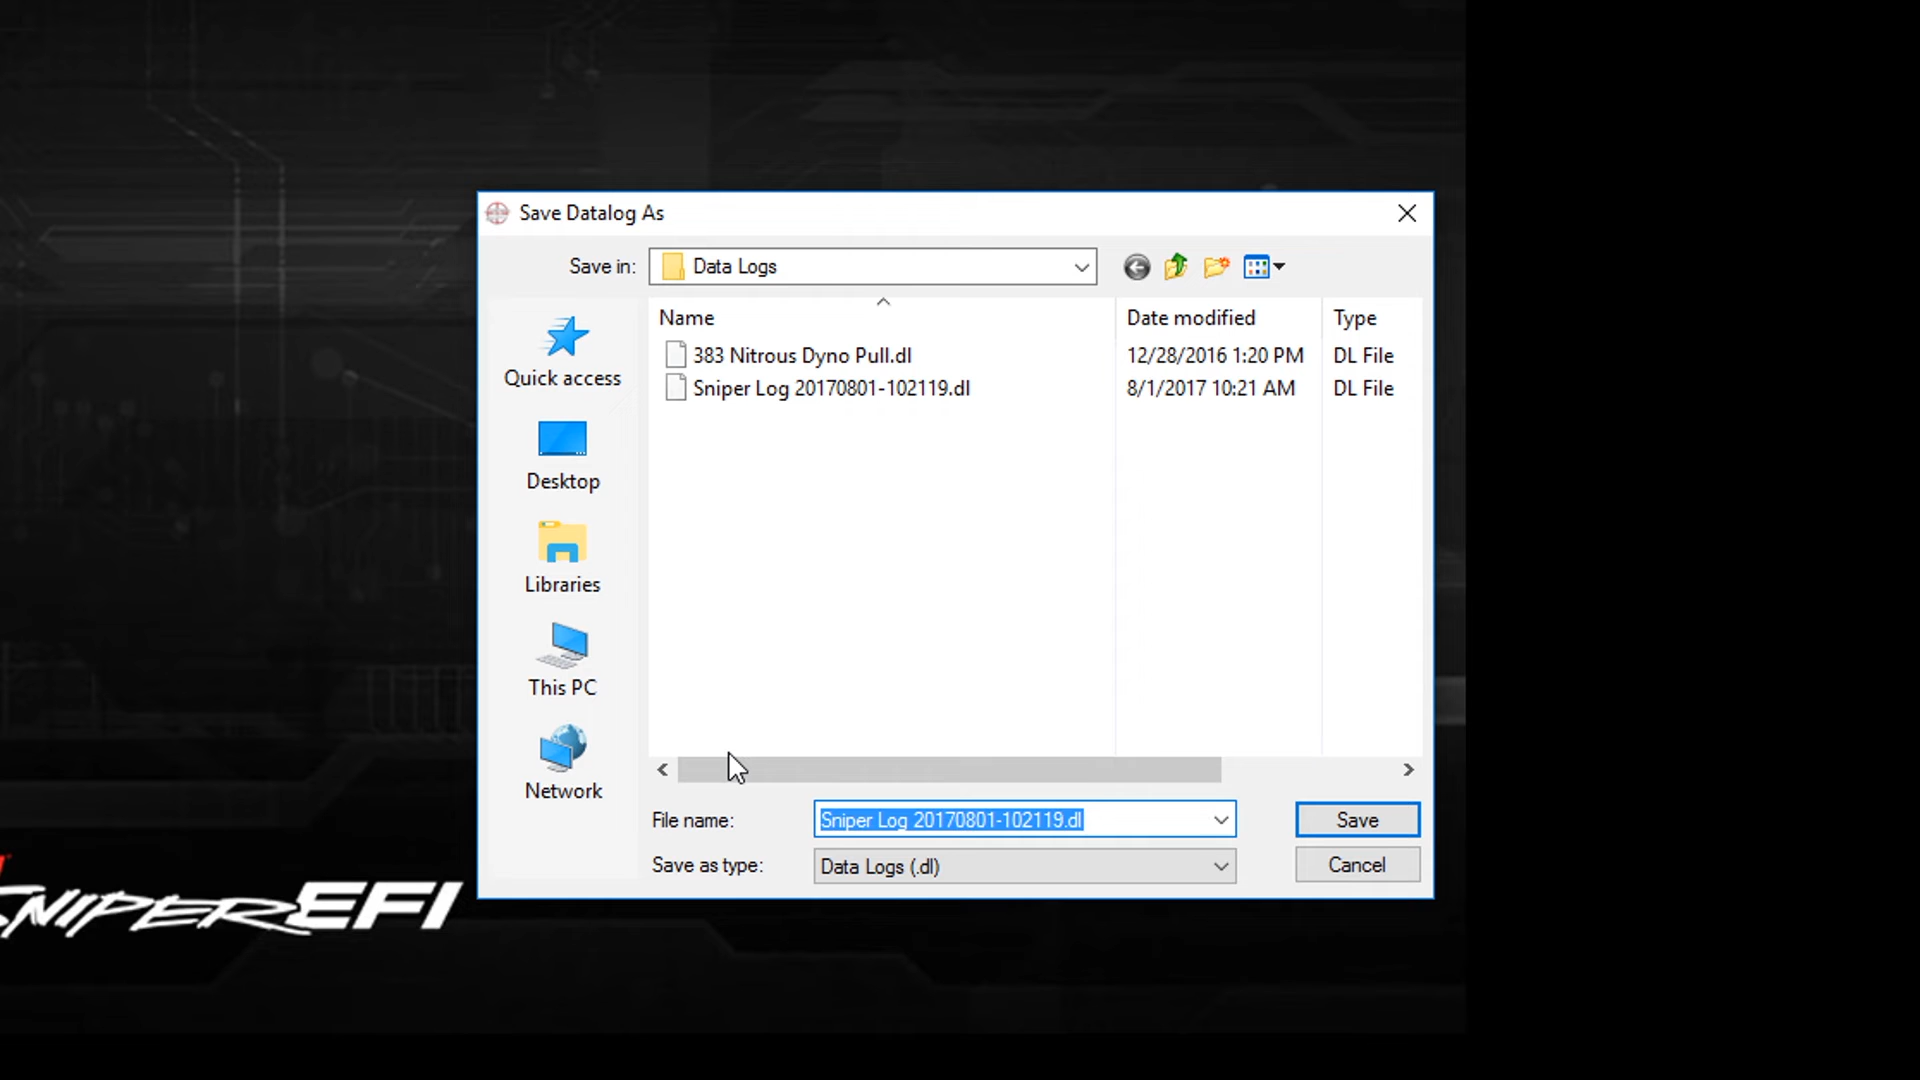 Save Datalog As
Save in: Data Logs
Name Date modified Type
383 Nitrous Dyno Pull.dl 12/28/2016 1:20 PM DL File
Sniper Log 20170801-102119.dl 8/1/2017 10:21 AM DL File
Quick access
Desktop
Libraries
This PC
Network
File name: Sniper Log 20170801-102119.dl Save
Save as type: Data Logs (.dl) Cancel
SNIPER EFI